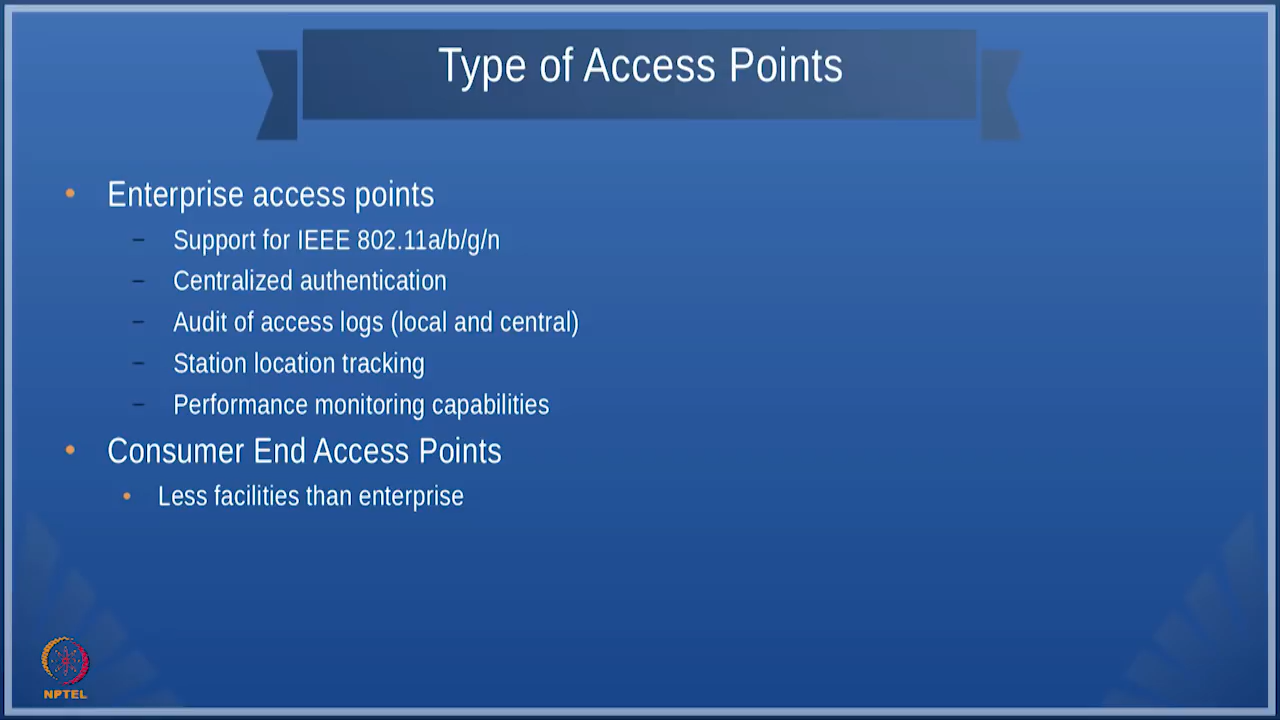 Type of Access Points
• Enterprise access points
– Support for IEEE 802.11a/b/g/n
– Centralized authentication
– Audit of access logs (local and central)
– Station location tracking
– Performance monitoring capabilities
• Consumer End Access Points
• Less facilities than enterprise
NPTEL